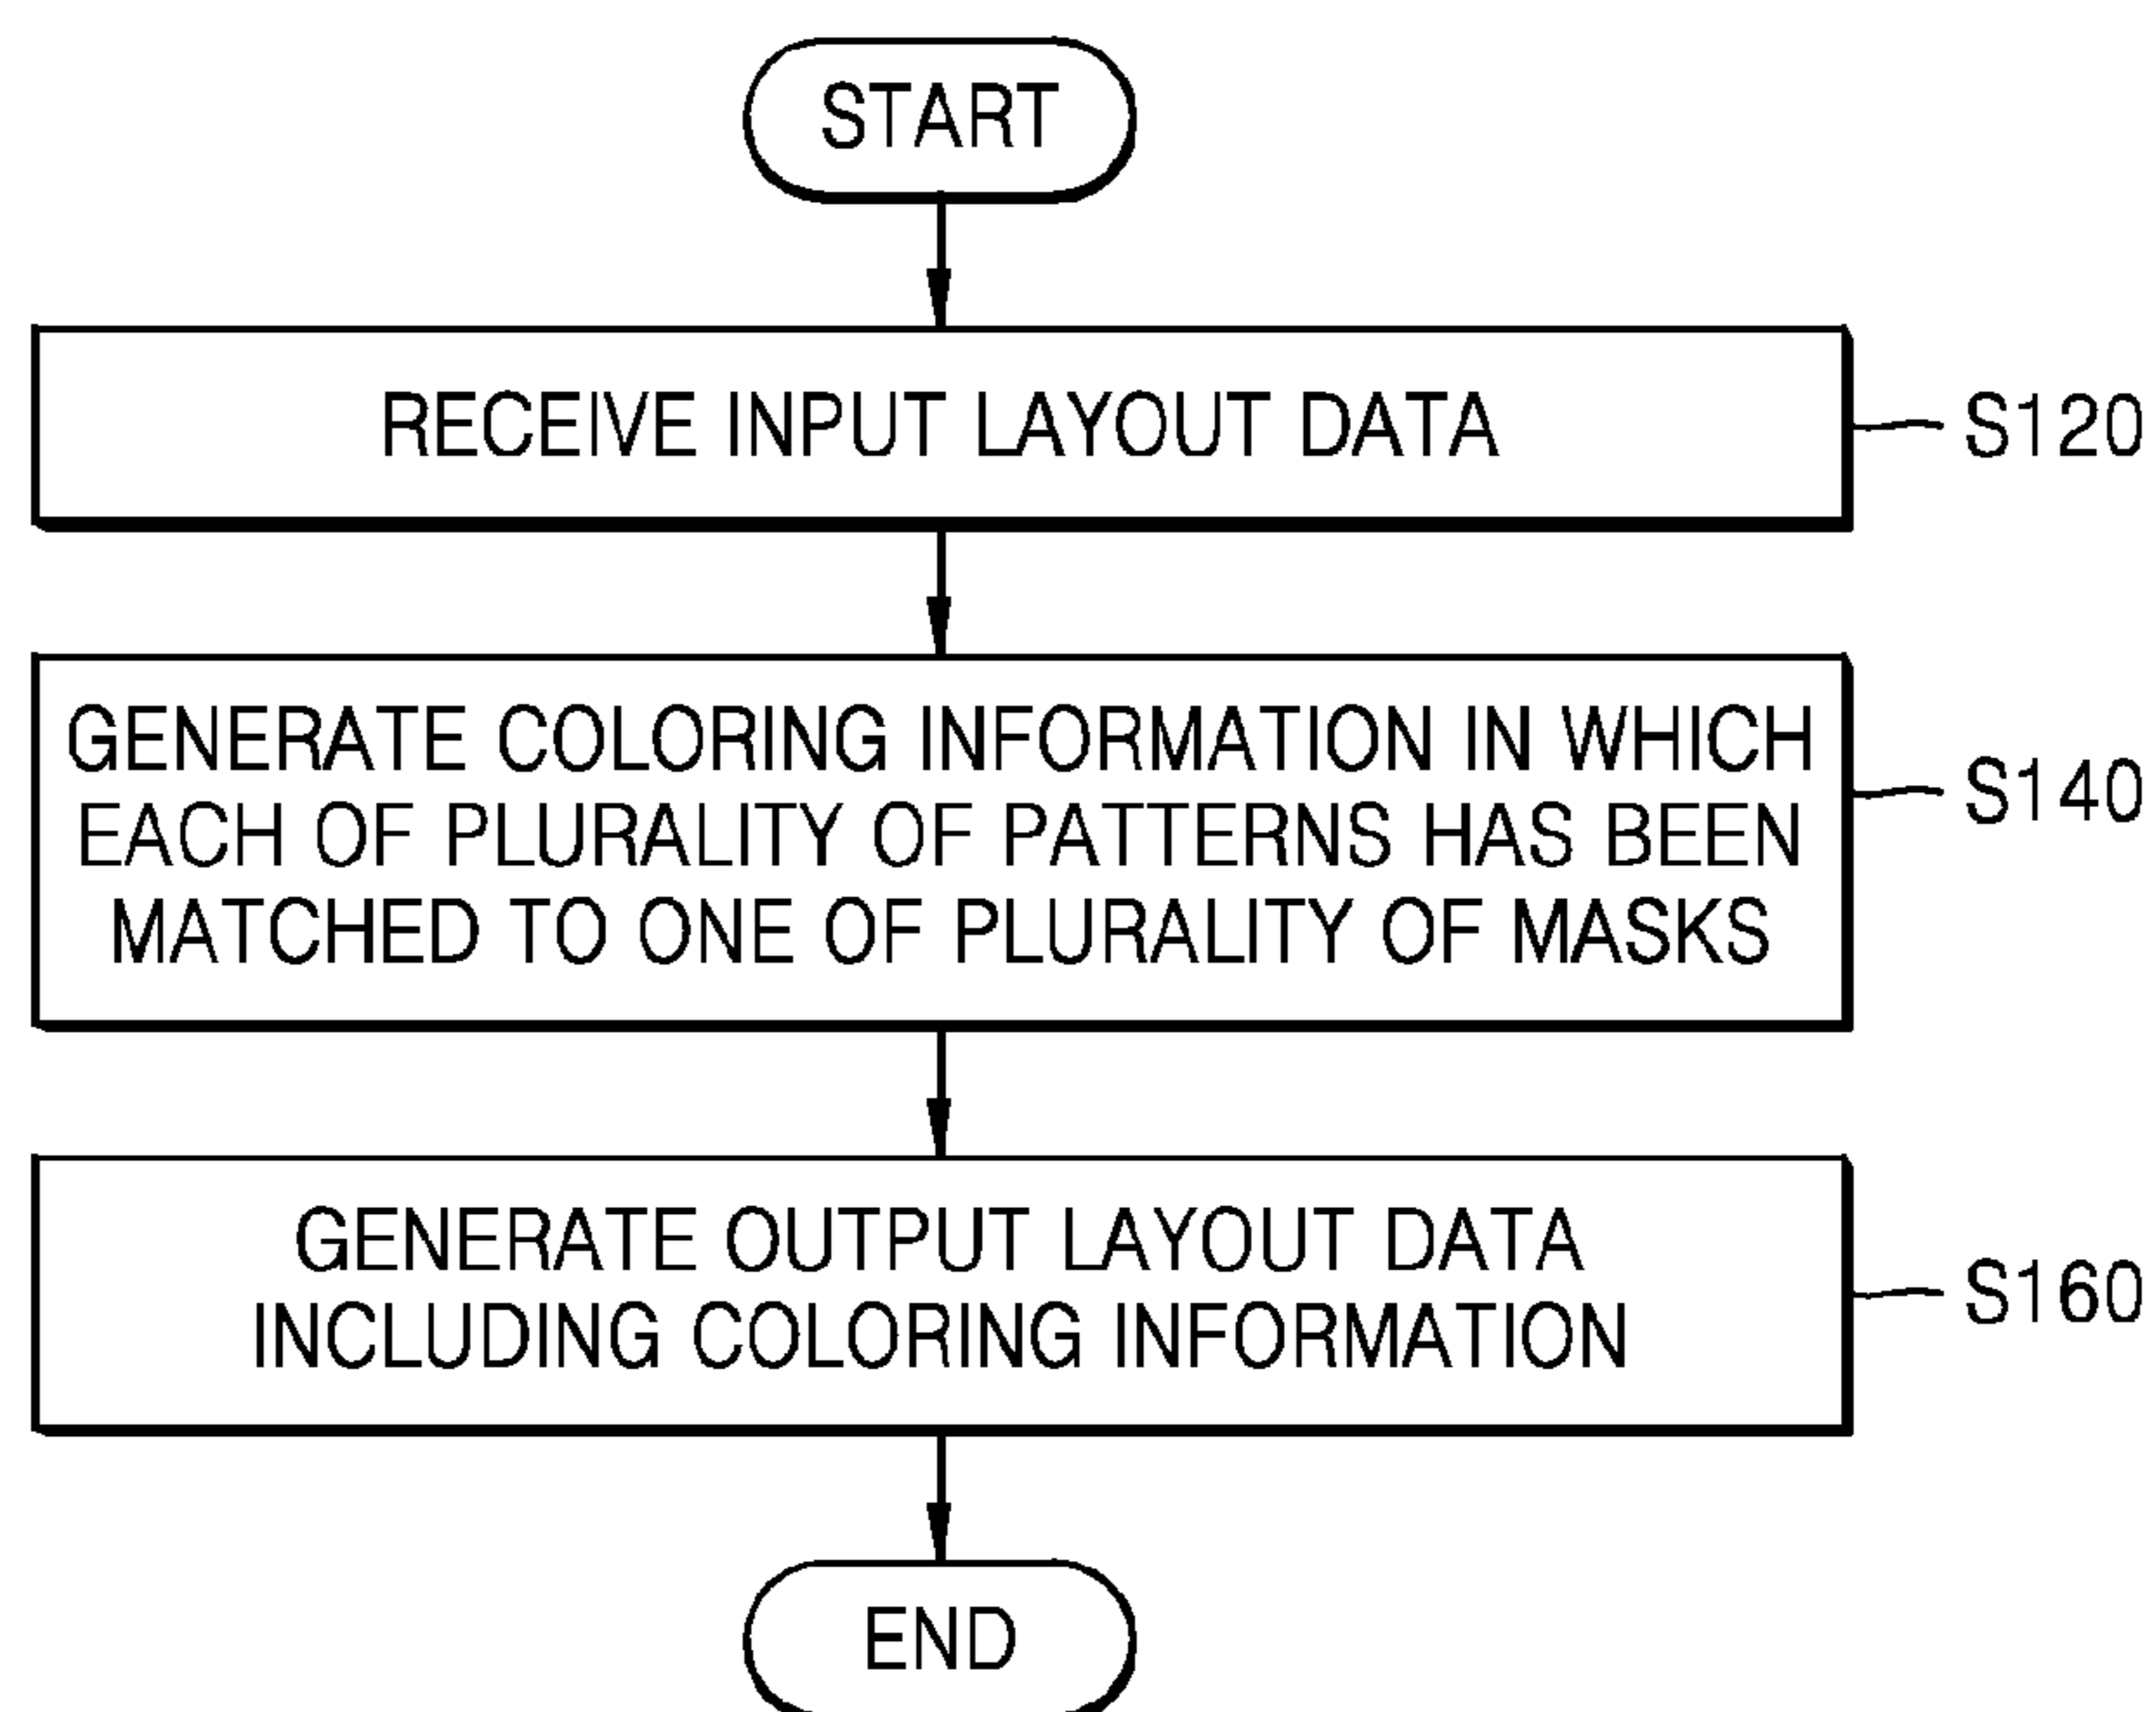 START
RECEIVE INPUT LAYOUT DATA
S120
GENERATE COLORING INFORMATION IN WHICH
EACH OF PLURALITY OF PATTERNS HAS BEEN
MATCHED TO ONE OF PLURALITY OF MASKS
S140
GENERATE OUTPUT LAYOUT DATA
INCLUDING COLORING INFORMATION
S160
END